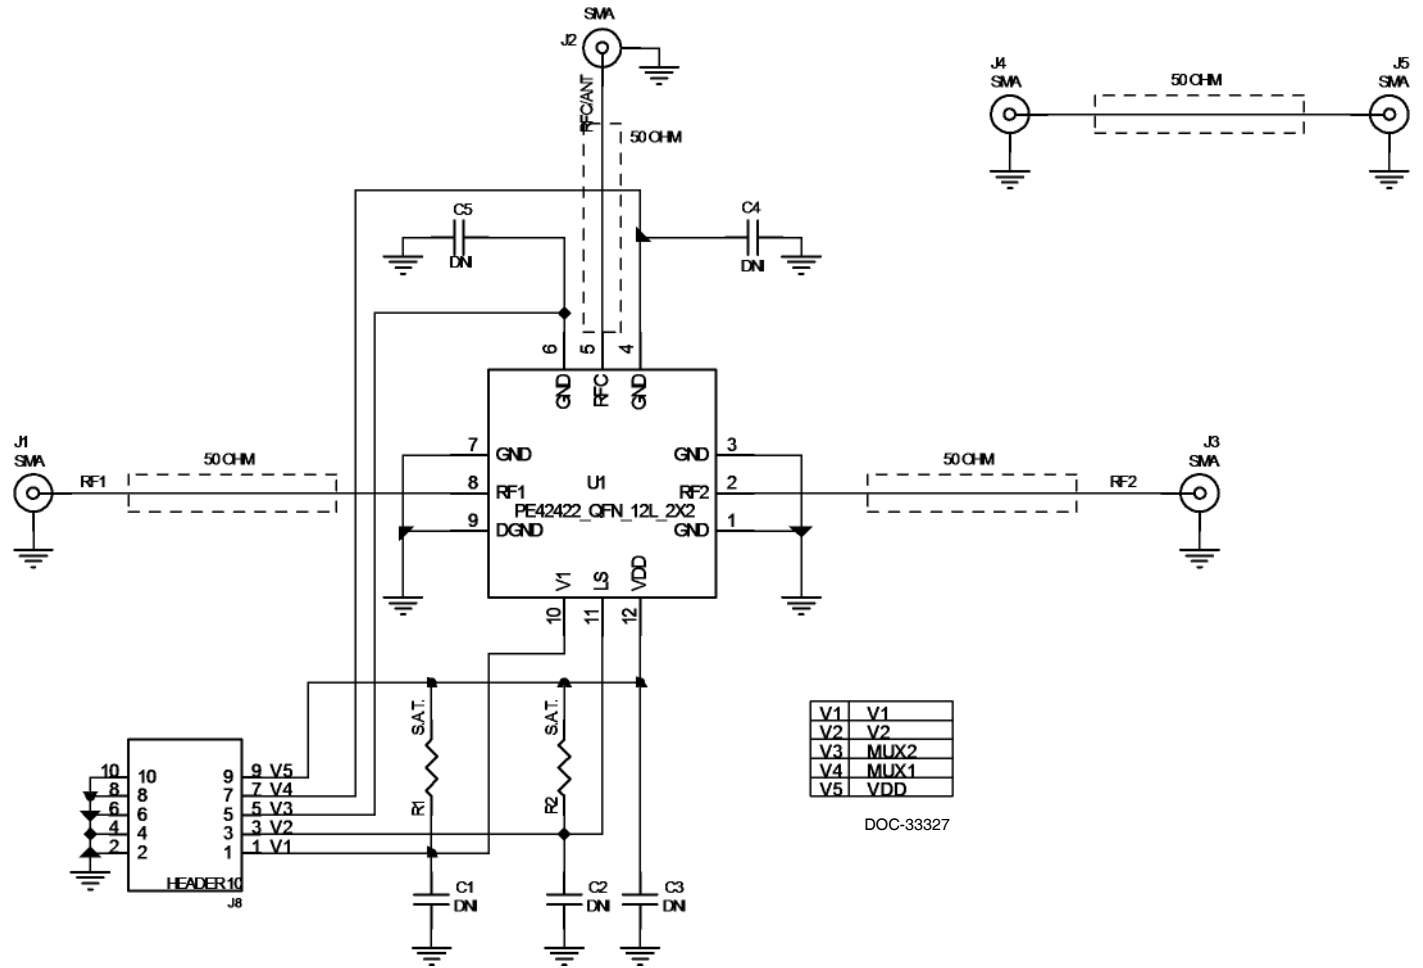 SMA
J2
RFC/ANT
50 OHM
J4
SMA
50 OHM
J5
SMA
C5
DNI
C4
DNI
6
5
4
GND
RFC
GND
J1
SMA
RF1
50 OHM
7
GND
8
RF1
9
DGND
U1
PE42422_QFN_12L_2X2
GND
3
RF2
2
GND
1
50 OHM
RF2
J3
SMA
V1
LS
VDD
10
11
12
S.A.T.
R1
S.A.T.
R2
10 10 9 9 V5
8 8 7 7 V4
6 6 5 5 V3
4 4 3 3 V2
2 2 1 1 V1
HEADER10
J8
C1
DNI
C2
DNI
C3
DNI
V1 V1
V2 V2
V3 MUX2
V4 MUX1
V5 VDD
DOC-33327